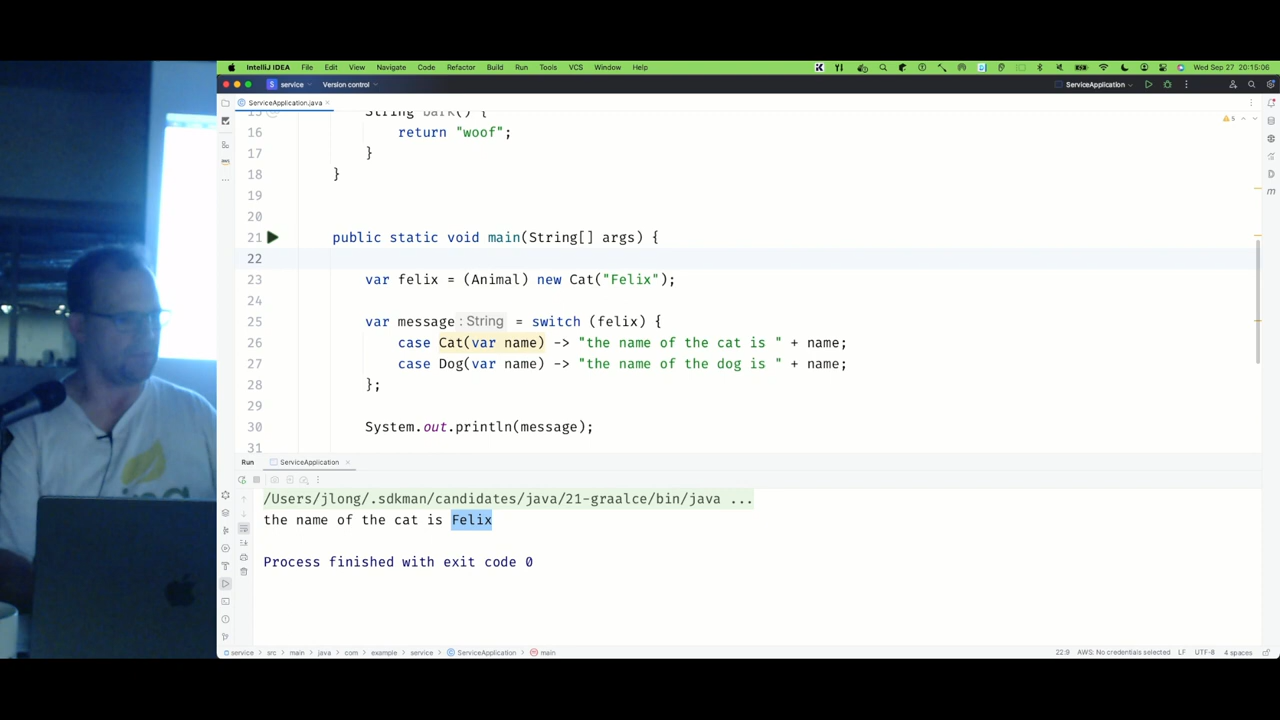 IntelliJ IDEA File Edit View Navigate Code Refactor Build Run Tools VCS Window Help Wed Sep 27 20:15:06
service Version control ServiceApplication
ServiceApplication.java 5
15 String bark() {
16 return "woof";
17 }
18 }
19
20
21 public static void main(String[] args) {
22
23 var felix = (Animal) new Cat("Felix");
24
25 var message : String = switch (felix) {
26 case Cat(var name) -> "the name of the cat is " + name;
27 case Dog(var name) -> "the name of the dog is " + name;
28 };
29
30 System.out.println(message);
31
Run ServiceApplication
/Users/jlong/.sdkman/candidates/java/21-graalce/bin/java ...
the name of the cat is Felix
Process finished with exit code 0
service > src > main > java > com > example > service > ServiceApplication > main 22:9 AWS: No credentials selected LF UTF-8 4 spaces